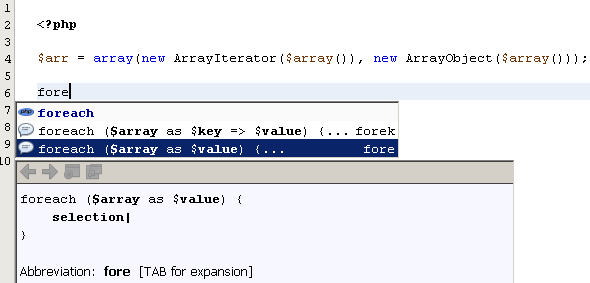 1
2 <?php
3
4 $arr = array(new ArrayIterator($array()), new ArrayObject($array()));
5
6 fore
7 php foreach
8 foreach ($array as $key => $value) {... forek
9 foreach ($array as $value) {... fore
10
foreach ($array as $value) {
selection|
}
Abbreviation: fore [TAB for expansion]